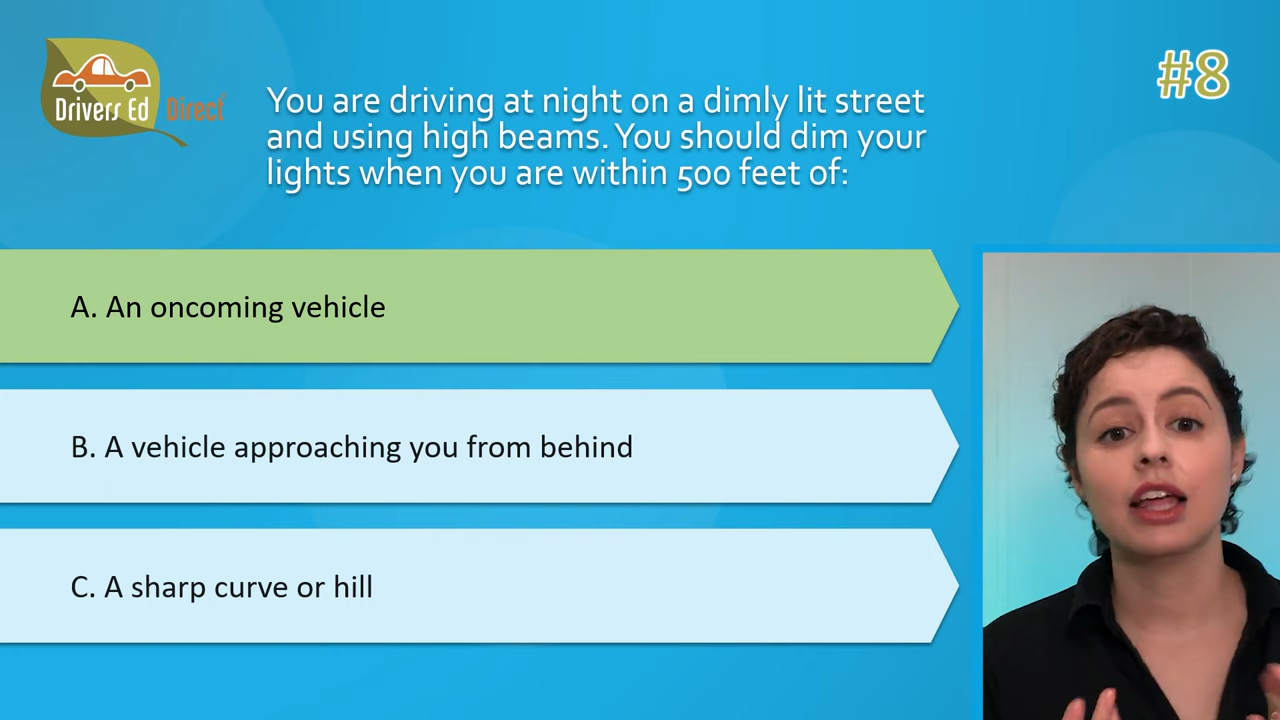 Drivers Ed Direct
#8
You are driving at night on a dimly lit street
and using high beams. You should dim your
lights when you are within 500 feet of:
A. An oncoming vehicle
B. A vehicle approaching you from behind
C. A sharp curve or hill